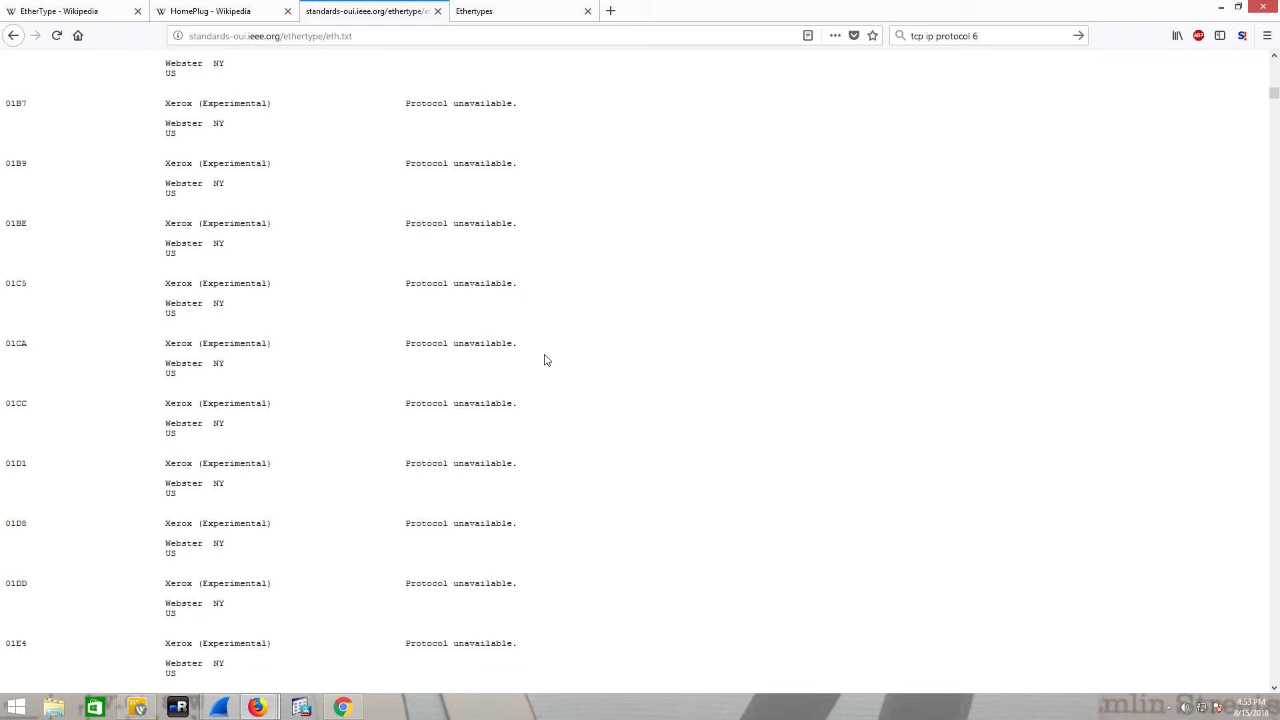 EtherType - Wikipedia
HomePlug - Wikipedia
standards-oui.ieee.org/ethertype/e
Ethertypes
standards-oui.ieee.org/ethertype/eth.txt
tcp ip protocol 6
Webster NY
US
01B7 Xerox (Experimental) Protocol unavailable.
Webster NY
US
01B9 Xerox (Experimental) Protocol unavailable.
Webster NY
US
01BE Xerox (Experimental) Protocol unavailable.
Webster NY
US
01C5 Xerox (Experimental) Protocol unavailable.
Webster NY
US
01CA Xerox (Experimental) Protocol unavailable.
Webster NY
US
01CC Xerox (Experimental) Protocol unavailable.
Webster NY
US
01D1 Xerox (Experimental) Protocol unavailable.
Webster NY
US
01D8 Xerox (Experimental) Protocol unavailable.
Webster NY
US
01DD Xerox (Experimental) Protocol unavailable.
Webster NY
US
01E4 Xerox (Experimental) Protocol unavailable.
Webster NY
US
4:53 PM
8/15/2018